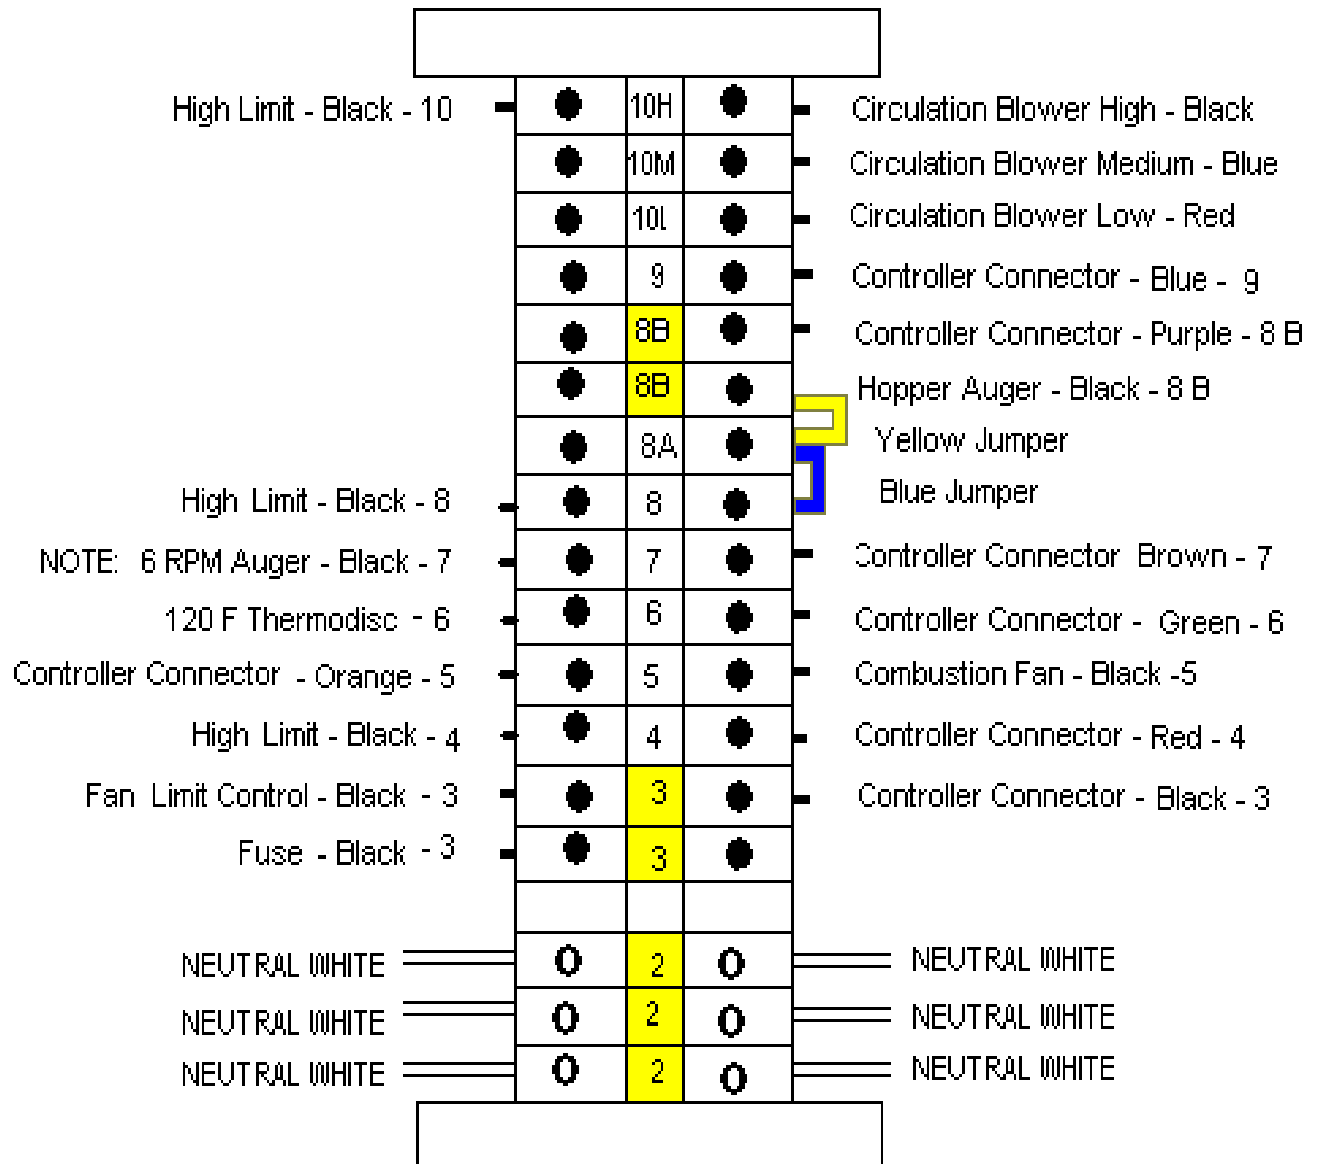 High Limit - Black - 10 10H Circulation Blower High - Black
10M Circulation Blower Medium - Blue
10L Circulation Blower Low - Red
9 Controller Connector - Blue - 9
8B Controller Connector - Purple - 8 B
8B Hopper Auger - Black - 8 B
8A Yellow Jumper
High Limit - Black - 8 8 Blue Jumper
NOTE: 6 RPM Auger - Black - 7 7 Controller Connector Brown - 7
120 F Thermodisc - 6 6 Controller Connector - Green - 6
Controller Connector - Orange - 5 5 Combustion Fan - Black -5
High Limit - Black - 4 4 Controller Connector - Red - 4
Fan Limit Control - Black - 3 3 Controller Connector - Black - 3
Fuse - Black - 3 3
NEUTRAL WHITE 2 NEUTRAL WHITE
NEUTRAL WHITE 2 NEUTRAL WHITE
NEUTRAL WHITE 2 NEUTRAL WHITE